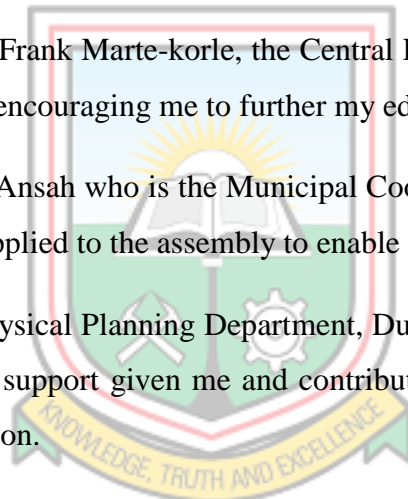 Frank Marte-korle, the Central
encouraging me to further my ed
Ansah who is the Municipal Coo
pplied to the assembly to enable
ysical Planning Department, Du
support given me and contribut
on.
KNOWLEDGE, TRUTH AND EXCELLENCE